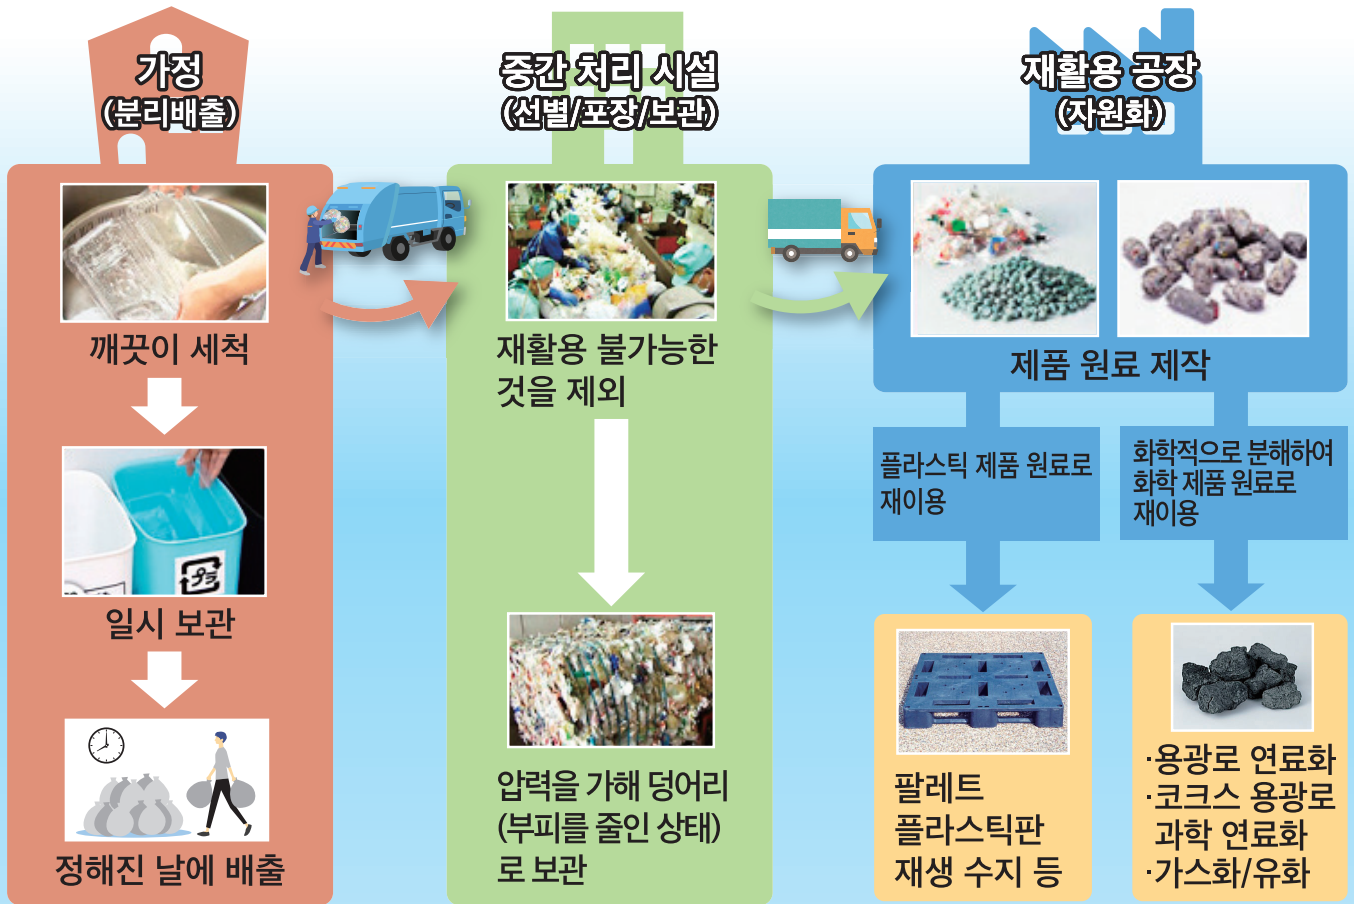 가정
(분리배출)
깨끗이 세척
일시 보관
プラ
정해진 날에 배출
중간 처리 시설
(선별/포장/보관)
재활용 불가능한
것을 제외
압력을 가해 덩어리
(부피를 줄인 상태)
로 보관
재활용 공장
(자원화)
제품 원료 제작
플라스틱 제품 원료로
재이용
팔레트
플라스틱판
재생 수지 등
화학적으로 분해하여
화학 제품 원료로
재이용
·용광로 연료화
·코크스 용광로
과학 연료화
·가스화/유화